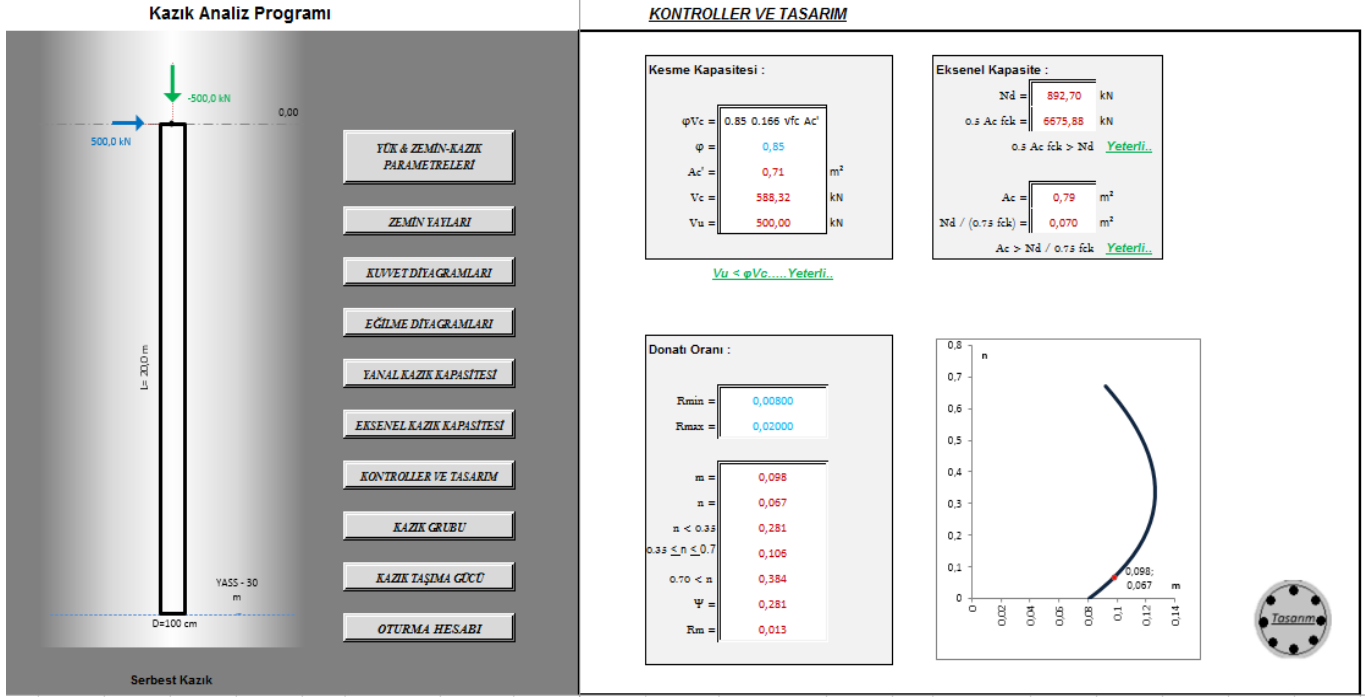 Kazık Analiz Programı
-500,0 kN
0,00
500,0 kN
L= 20,0 m
YASS - 30
m
D=100 cm
Serbest Kazık
YÜK & ZEMİN-KAZIK
PARAMETRELERİ
ZEMİN YAYLARI
KUVVET DİYAGRAMLARI
EĞİLME DİYAGRAMLARI
YANAL KAZIK KAPASİTESİ
EKSENEL KAZIK KAPASİTESİ
KONTROLLER VE TASARIM
KAZIK GRUBU
KAZIK TAŞIMA GÜCÜ
OTURMA HESABI
KONTROLLER VE TASARIM
Kesme Kapasitesi :
φVc = 0.85 0.166 √fc Ac'
φ = 0,85
Ac' = 0,71 m²
Vc = 588,32 kN
Vu = 500,00 kN
Vu < φVc.....Yeterli..
Eksenel Kapasite :
Nd = 892,70 kN
0.5 Ac fck = 6675,88 kN
0.5 Ac fck > Nd Yeterli..
Ac = 0,79 m²
Nd / (0.75 fck) = 0,070 m²
Ac > Nd / 0.75 fck Yeterli..
Donatı Oranı :
Rmin = 0,00800
Rmax = 0,02000
m = 0,098
n = 0,067
n < 0.35 0,281
0.35 ≤ n ≤ 0.7 0,106
0.70 < n 0,384
Ψ = 0,281
Rm = 0,013
0,8
n
0,7
0,6
0,5
0,4
0,3
0,2
0,1
0
0,098;
0,067
m
0
0,02
0,04
0,06
0,08
0,1
0,12
0,14
Tasarım